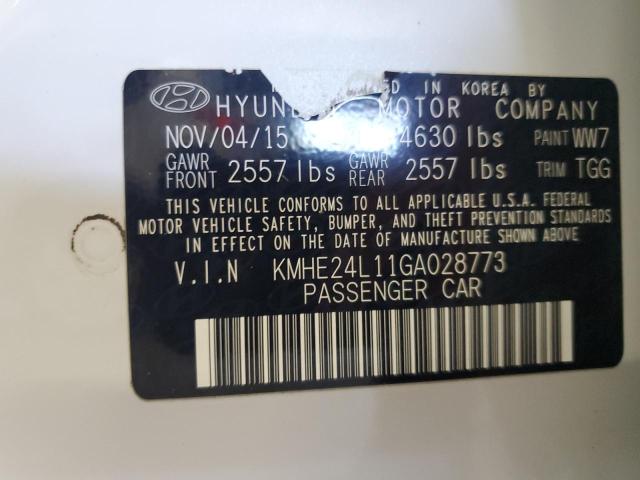 IN KOREA BY
HYUN MOTOR COMPANY
NOV/04/15 4630 lbs PAINT WW7
GAWR FRONT 2557 lbs GAWR REAR 2557 lbs TRIM TGG
THIS VEHICLE CONFORMS TO ALL APPLICABLE U.S.A. FEDERAL
MOTOR VEHICLE SAFETY, BUMPER, AND THEFT PREVENTION STANDARDS
IN EFFECT ON THE DATE OF MANUFACTURE SHOWN ABOVE
V.I.N KMHE24L11GA028773
PASSENGER CAR